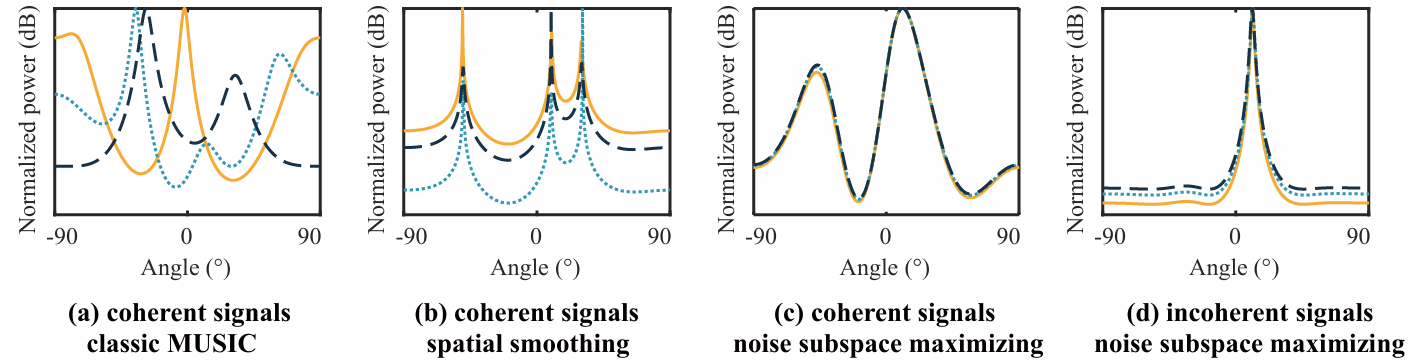 Normalized power (dB)
-90 0 90
Angle (°)
(a) coherent signals
classic MUSIC
Normalized power (dB)
-90 0 90
Angle (°)
(b) coherent signals
spatial smoothing
Normalized power (dB)
-90 0 90
Angle (°)
(c) coherent signals
noise subspace maximizing
Normalized power (dB)
-90 0 90
Angle (°)
(d) incoherent signals
noise subspace maximizing